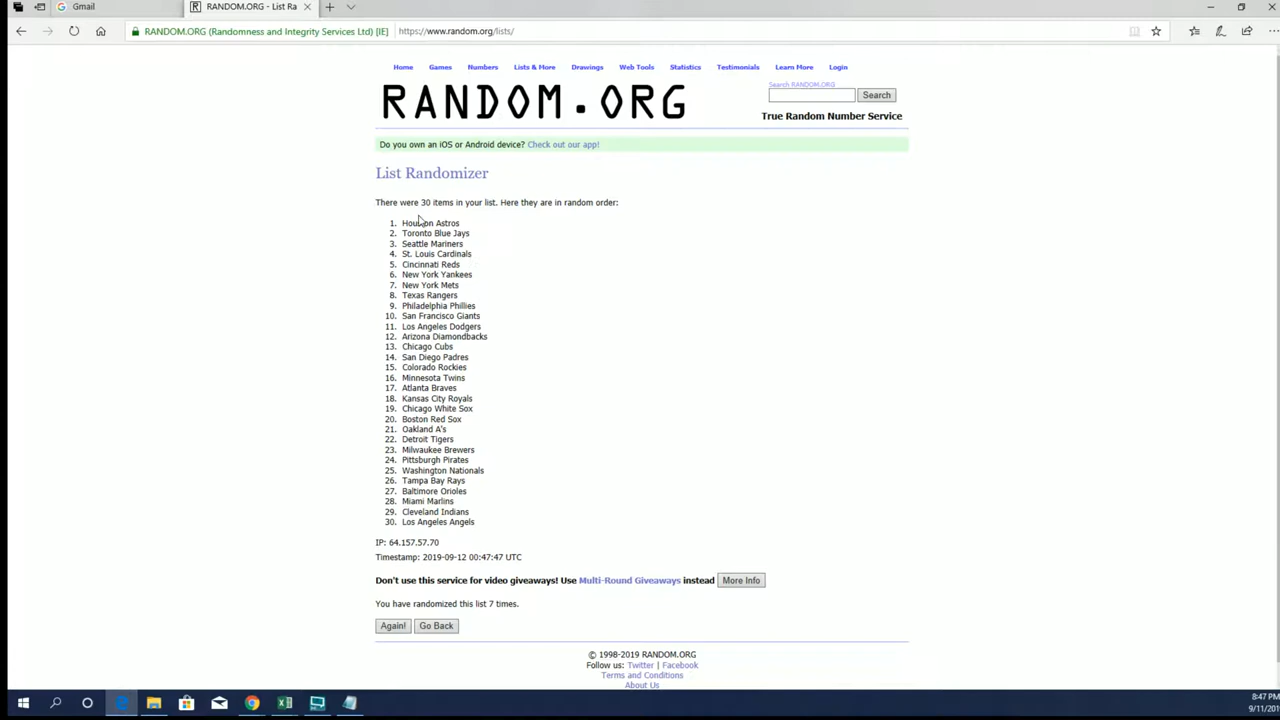 Gmail
RANDOM.ORG - List Ra
RANDOM.ORG (Randomness and Integrity Services Ltd) [IE]
https://www.random.org/lists/
Home Games Numbers Lists & More Drawings Web Tools Statistics Testimonials Learn More Login
RANDOM.ORG
Search RANDOM.ORG
Search
True Random Number Service
Do you own an iOS or Android device? Check out our app!
List Randomizer
There were 30 items in your list. Here they are in random order:
1. Houston Astros
2. Toronto Blue Jays
3. Seattle Mariners
4. St. Louis Cardinals
5. Cincinnati Reds
6. New York Yankees
7. New York Mets
8. Texas Rangers
9. Philadelphia Phillies
10. San Francisco Giants
11. Los Angeles Dodgers
12. Arizona Diamondbacks
13. Chicago Cubs
14. San Diego Padres
15. Colorado Rockies
16. Minnesota Twins
17. Atlanta Braves
18. Kansas City Royals
19. Chicago White Sox
20. Boston Red Sox
21. Oakland A's
22. Detroit Tigers
23. Milwaukee Brewers
24. Pittsburgh Pirates
25. Washington Nationals
26. Tampa Bay Rays
27. Baltimore Orioles
28. Miami Marlins
29. Cleveland Indians
30. Los Angeles Angels
IP: 64.157.57.70
Timestamp: 2019-09-12 00:47:47 UTC
Don't use this service for video giveaways! Use Multi-Round Giveaways instead More Info
You have randomized this list 7 times.
Again! Go Back
© 1998-2019 RANDOM.ORG
Follow us: Twitter | Facebook
Terms and Conditions
About Us
8:47 PM
9/11/201